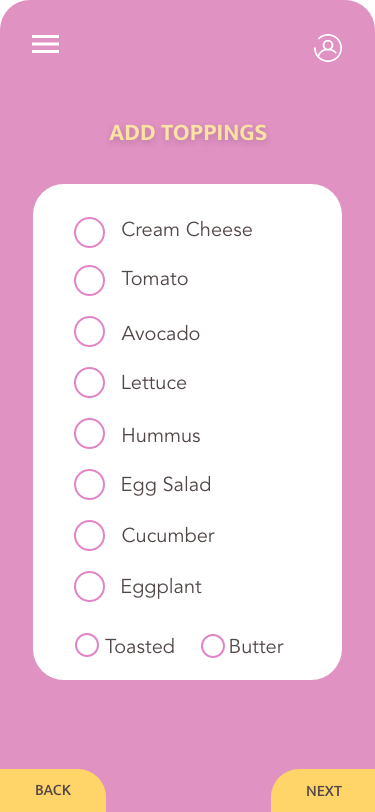 ADD TOPPINGS
Cream Cheese
Tomato
Avocado
Lettuce
Hummus
Egg Salad
Cucumber
Eggplant
Toasted Butter
BACK NEXT